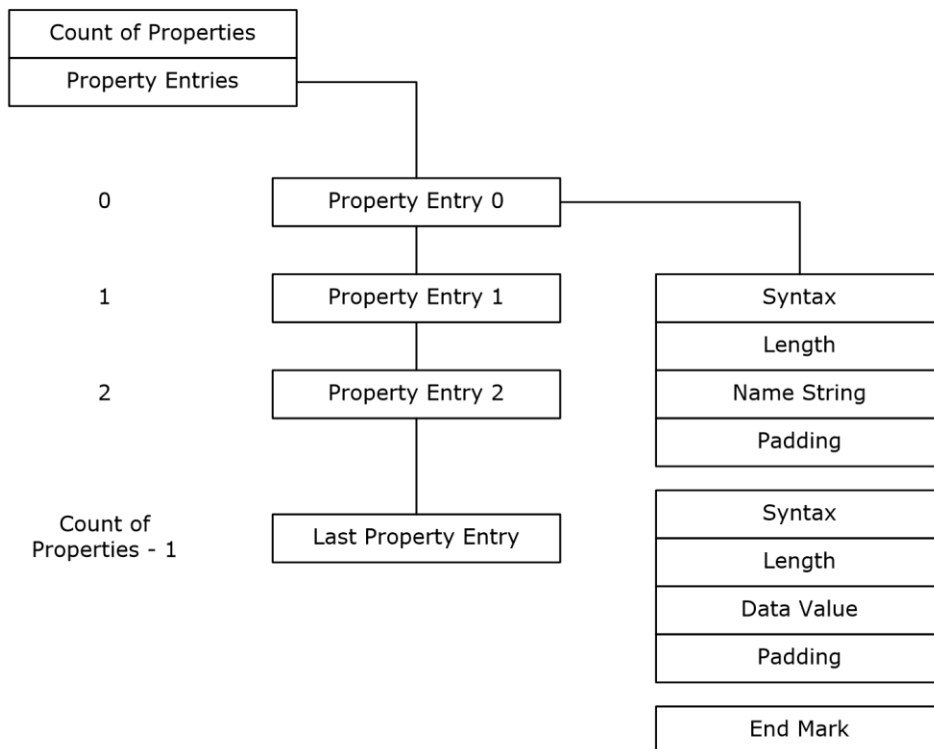 Count of Properties
Property Entries
0
Property Entry 0
1
Property Entry 1
2
Property Entry 2
Count of
Properties - 1
Last Property Entry
Syntax
Length
Name String
Padding
Syntax
Length
Data Value
Padding
End Mark